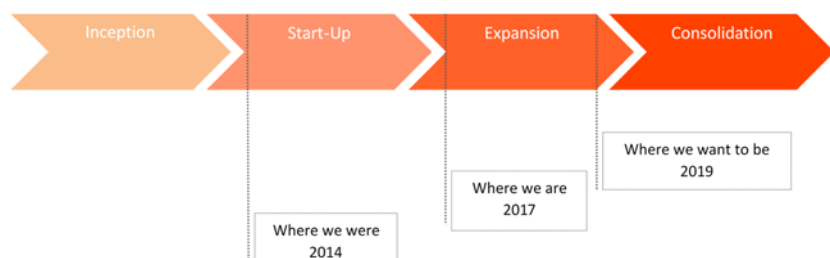 Inception
Start-Up
Expansion
Consolidation
Where we want to be
2019
Where we are
2017
Where we were
2014